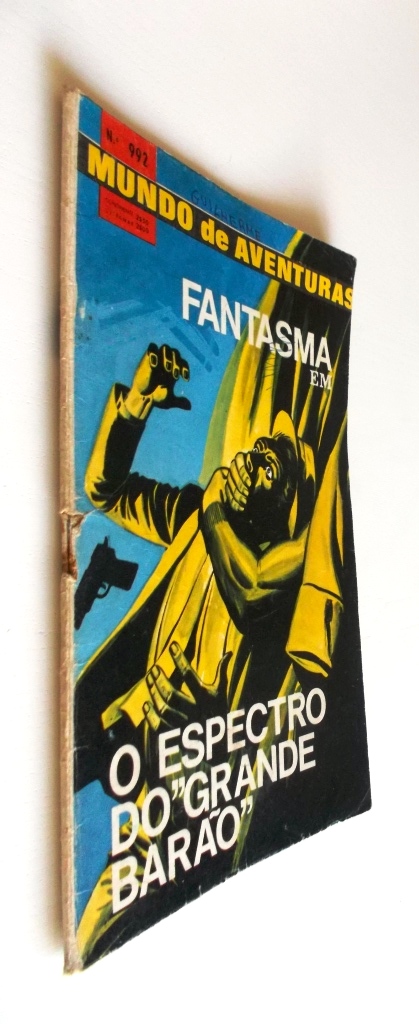 N.º 992
MUNDO de AVENTURAS
FANTASMA
EM
O ESPECTRO
DO "GRANDE
BARÃO"